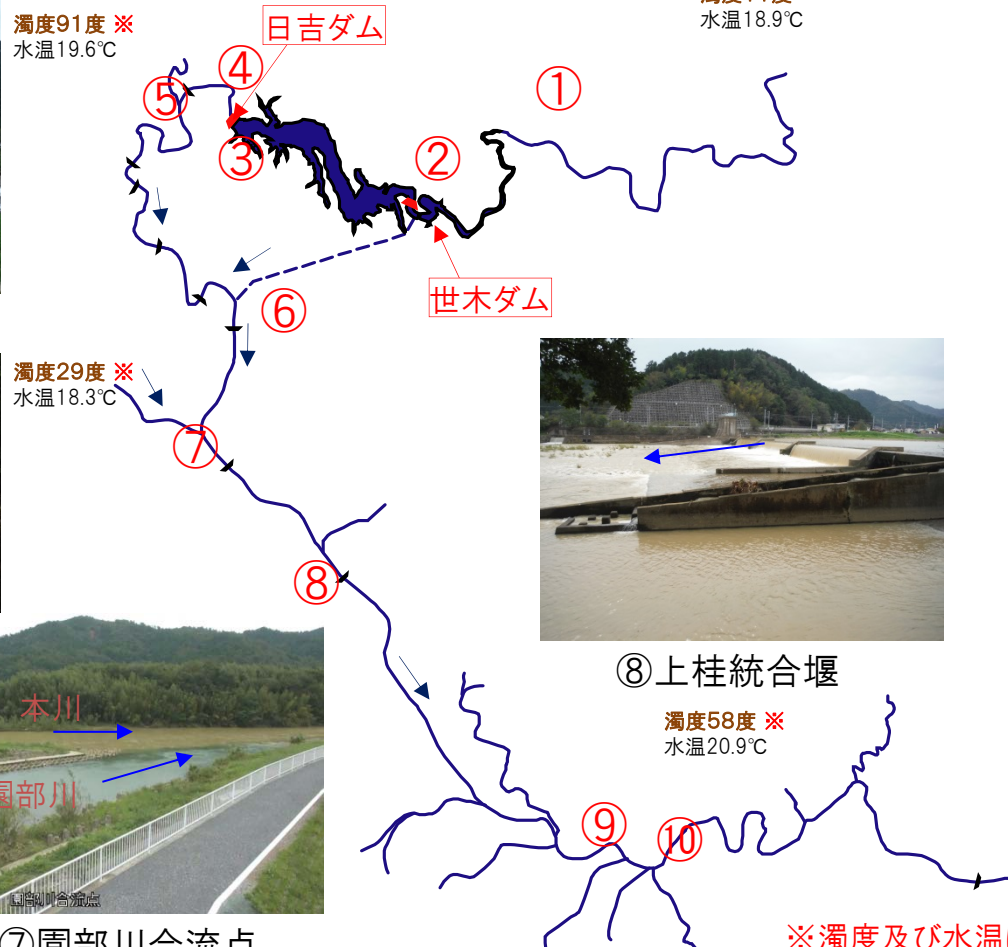 濁度91度 ※
水温19.6℃
日吉ダム
水温18.9℃
④
⑤
①
③
②
世木ダム
⑥
濁度29度 ※
水温18.3℃
⑦
⑧
⑧上桂統合堰
本川
園部川
園部川合流点
⑦園部川合流点
濁度58度 ※
水温20.9℃
⑨
⑩
※濁度及び水温